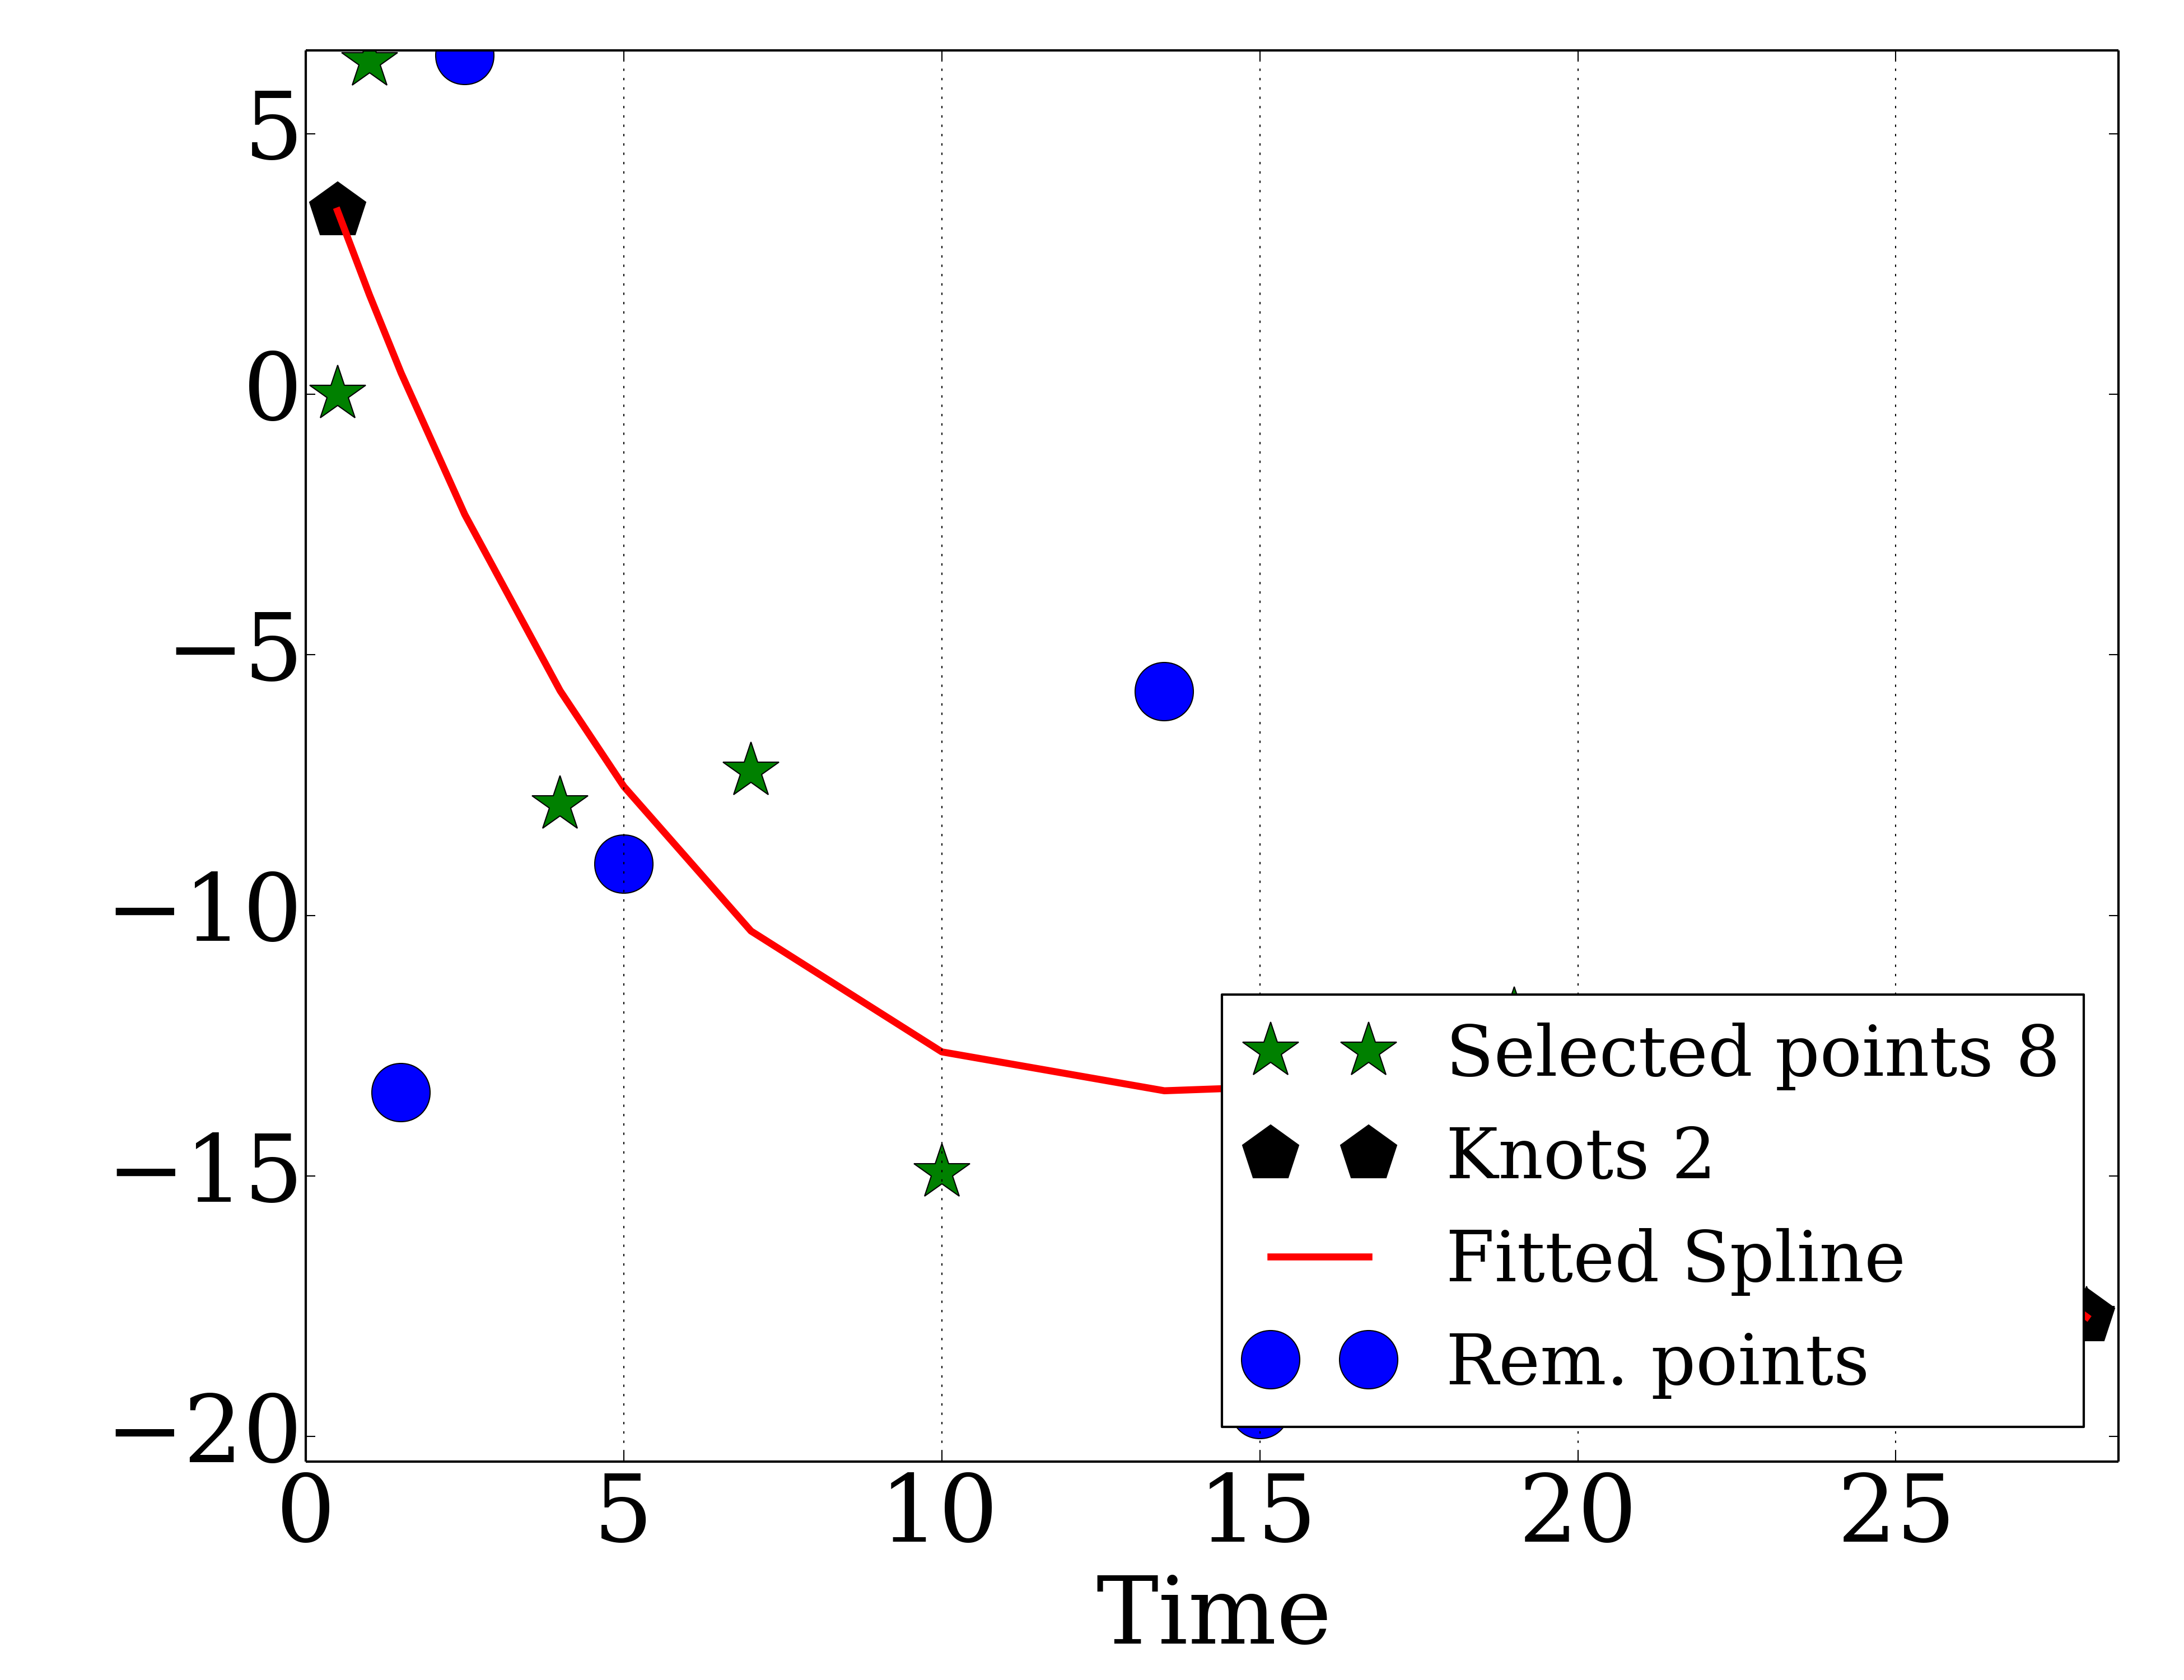 5
0
−5
−10
−15
−20
0 5 10 15 20 25
Time
Selected points 8
Knots 2
Fitted Spline
Rem. points